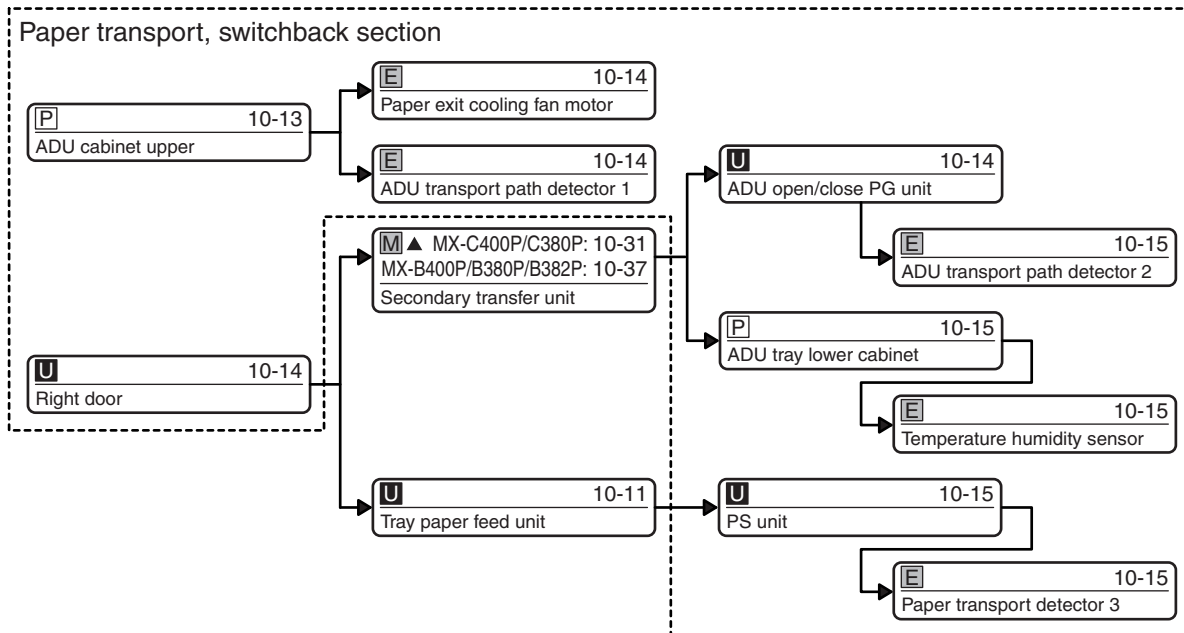 Paper transport, switchback section
E 10-14
Paper exit cooling fan motor
P 10-13
ADU cabinet upper
E 10-14
ADU transport path detector 1
U 10-14
ADU open/close PG unit
M ▲ MX-C400P/C380P: 10-31
MX-B400P/B380P/B382P: 10-37
Secondary transfer unit
E 10-15
ADU transport path detector 2
P 10-15
ADU tray lower cabinet
U 10-14
Right door
E 10-15
Temperature humidity sensor
U 10-11
Tray paper feed unit
U 10-15
PS unit
E 10-15
Paper transport detector 3